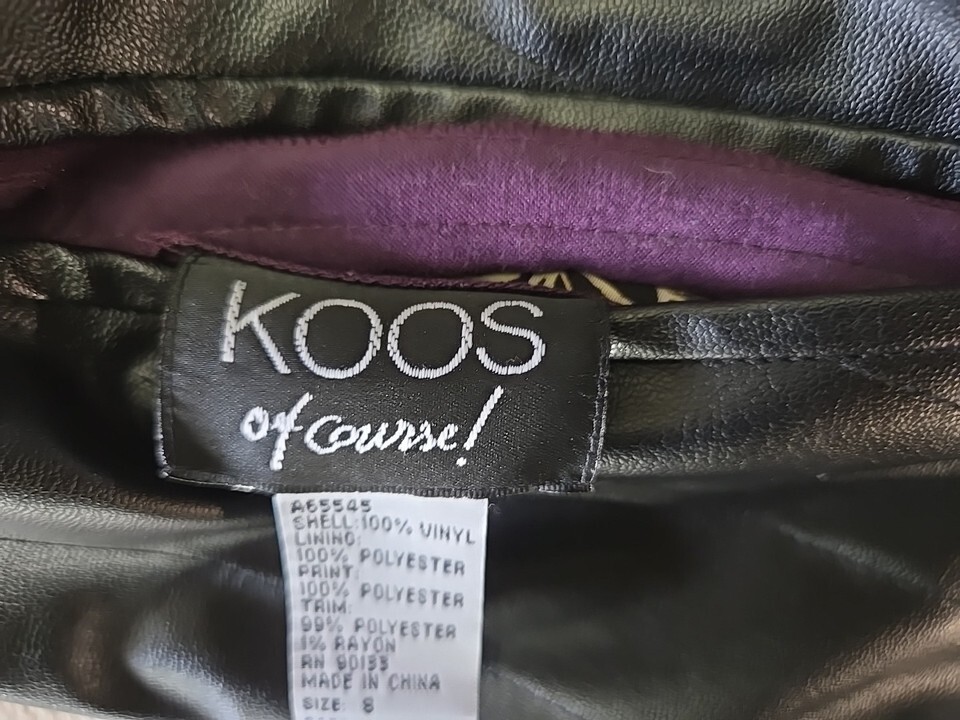 KOOS
of course!
A65545
SHELL:100% VINYL
LINING:
100% POLYESTER
PRINT:
100% POLYESTER
TRIM:
99% POLYESTER
1% RAYON
RN 90133
MADE IN CHINA
SIZE: 8